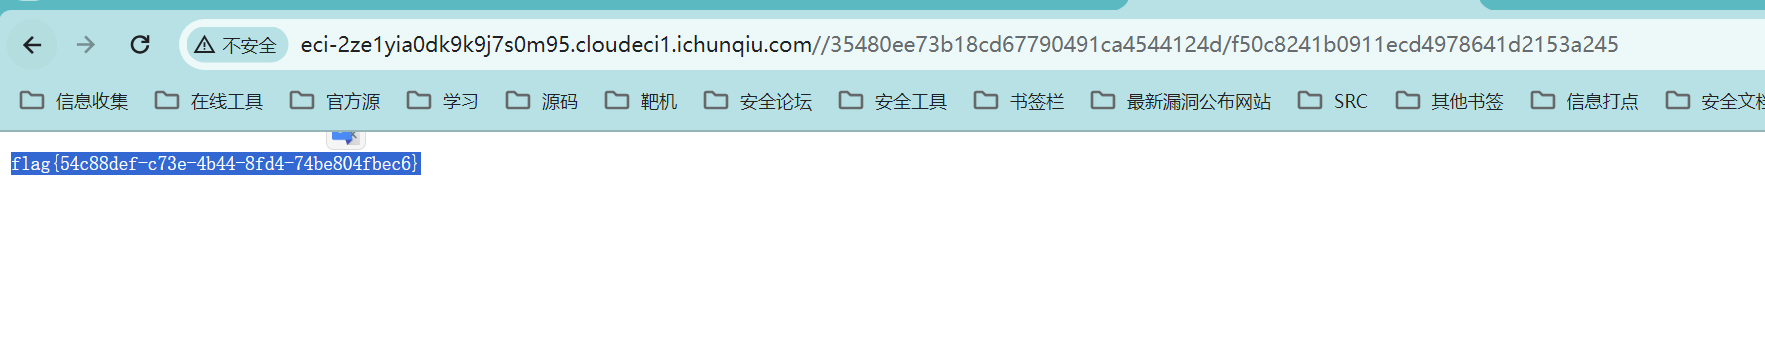 不安全 eci-2ze1yia0dk9k9j7s0m95.cloudeci1.ichunqiu.com//35480ee73b18cd67790491ca4544124d/f50c8241b0911ecd4978641d2153a245
信息收集 在线工具 官方源 学习 源码 靶机 安全论坛 安全工具 书签栏 最新漏洞公布网站 SRC 其他书签 信息打点 安全文档
flag{54c88def-c73e-4b44-8fd4-74be804fbec6}